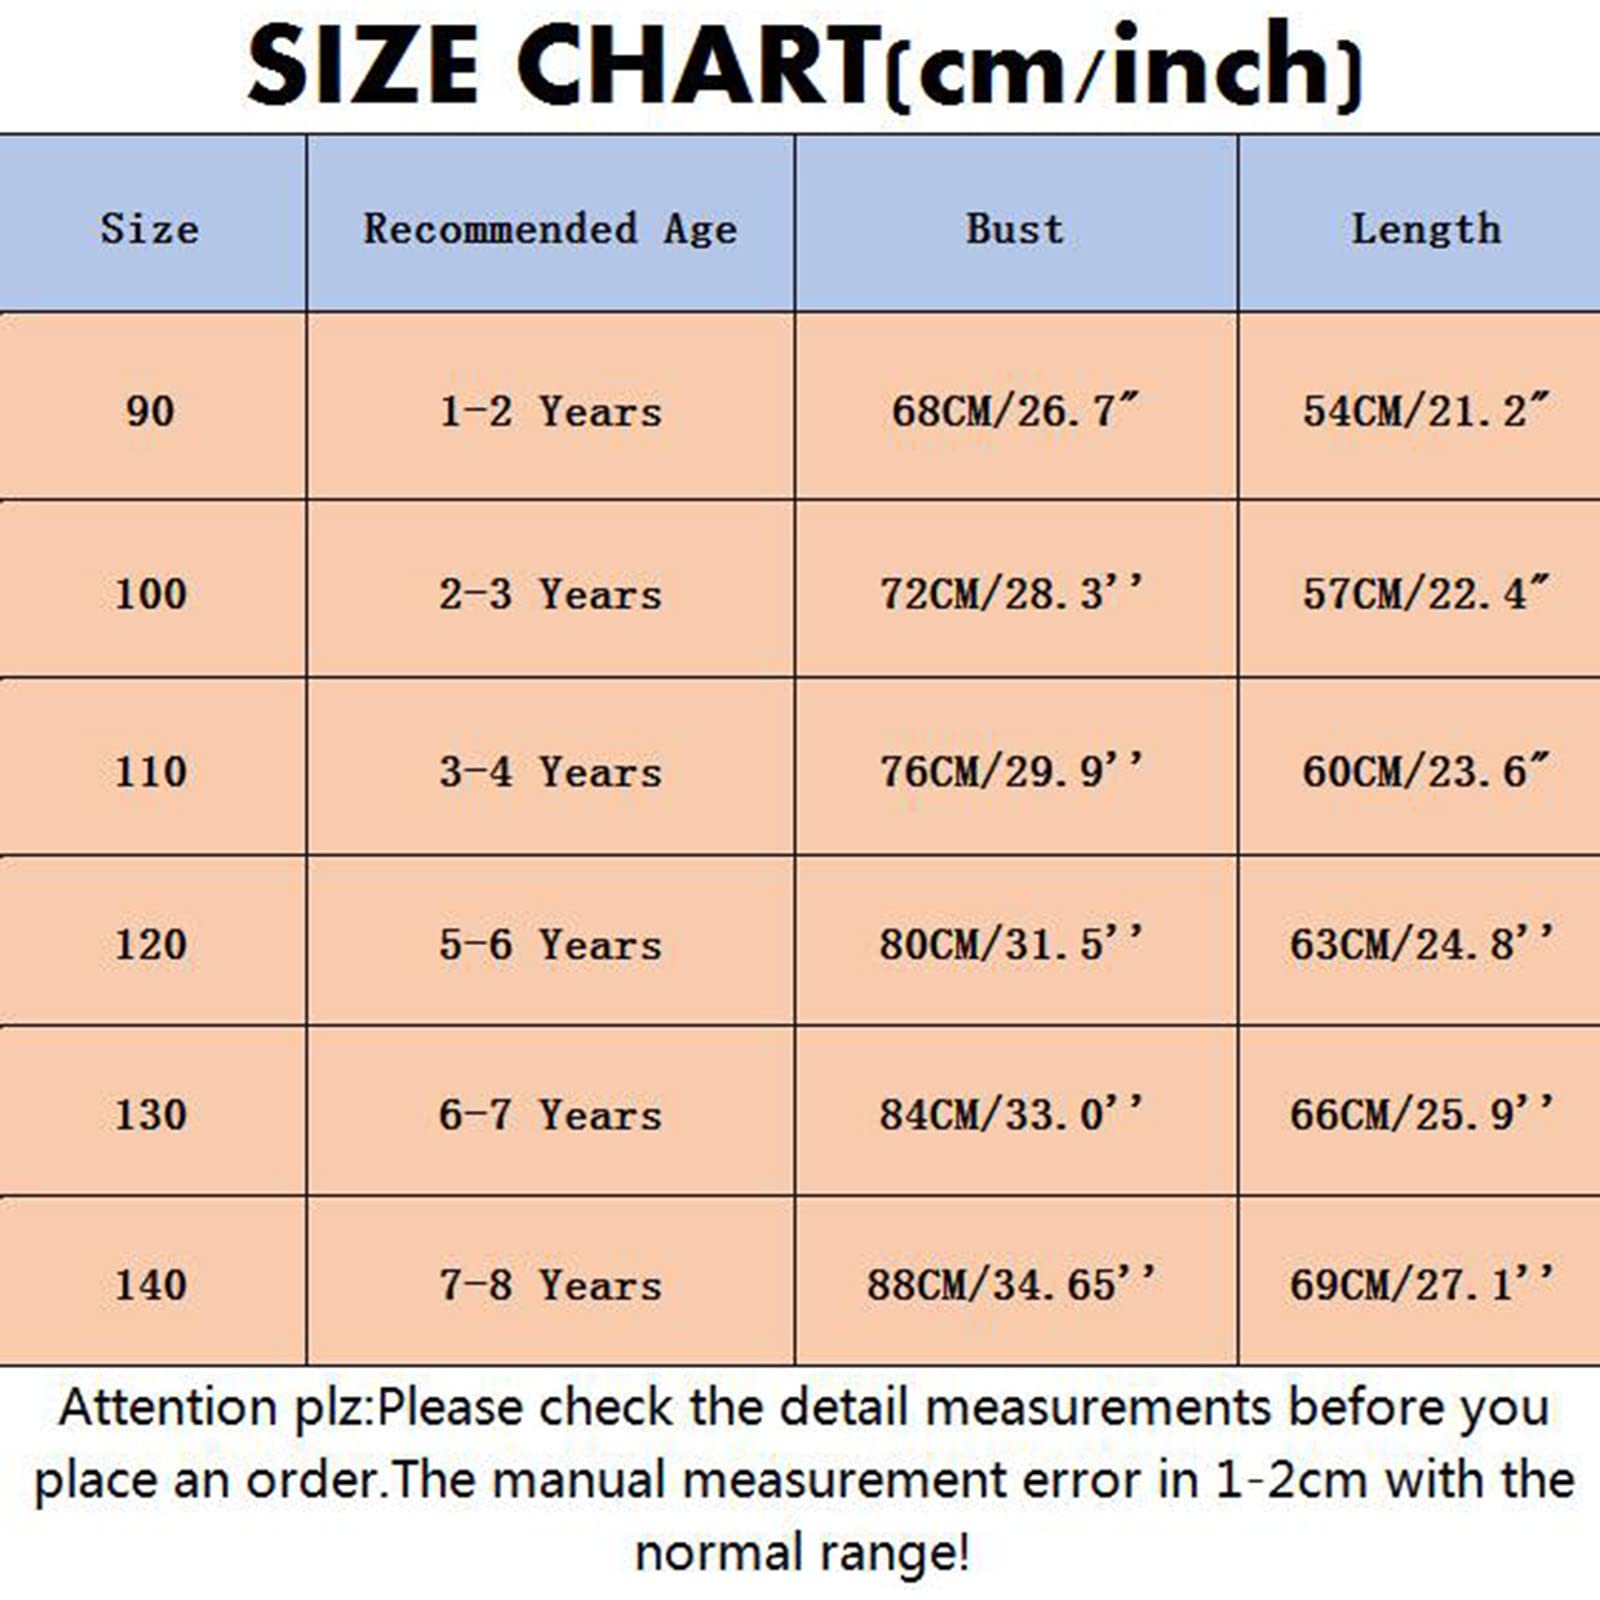 SIZE CHART(cm/inch)
Size Recommended Age Bust Length
90 1-2 Years 68CM/26.7″ 54CM/21.2″
100 2-3 Years 72CM/28.3’’ 57CM/22.4″
110 3-4 Years 76CM/29.9’’ 60CM/23.6″
120 5-6 Years 80CM/31.5’’ 63CM/24.8’’
130 6-7 Years 84CM/33.0’’ 66CM/25.9’’
140 7-8 Years 88CM/34.65’’ 69CM/27.1’’
Attention plz:Please check the detail measurements before you
place an order.The manual measurement error in 1-2cm with the
normal range!